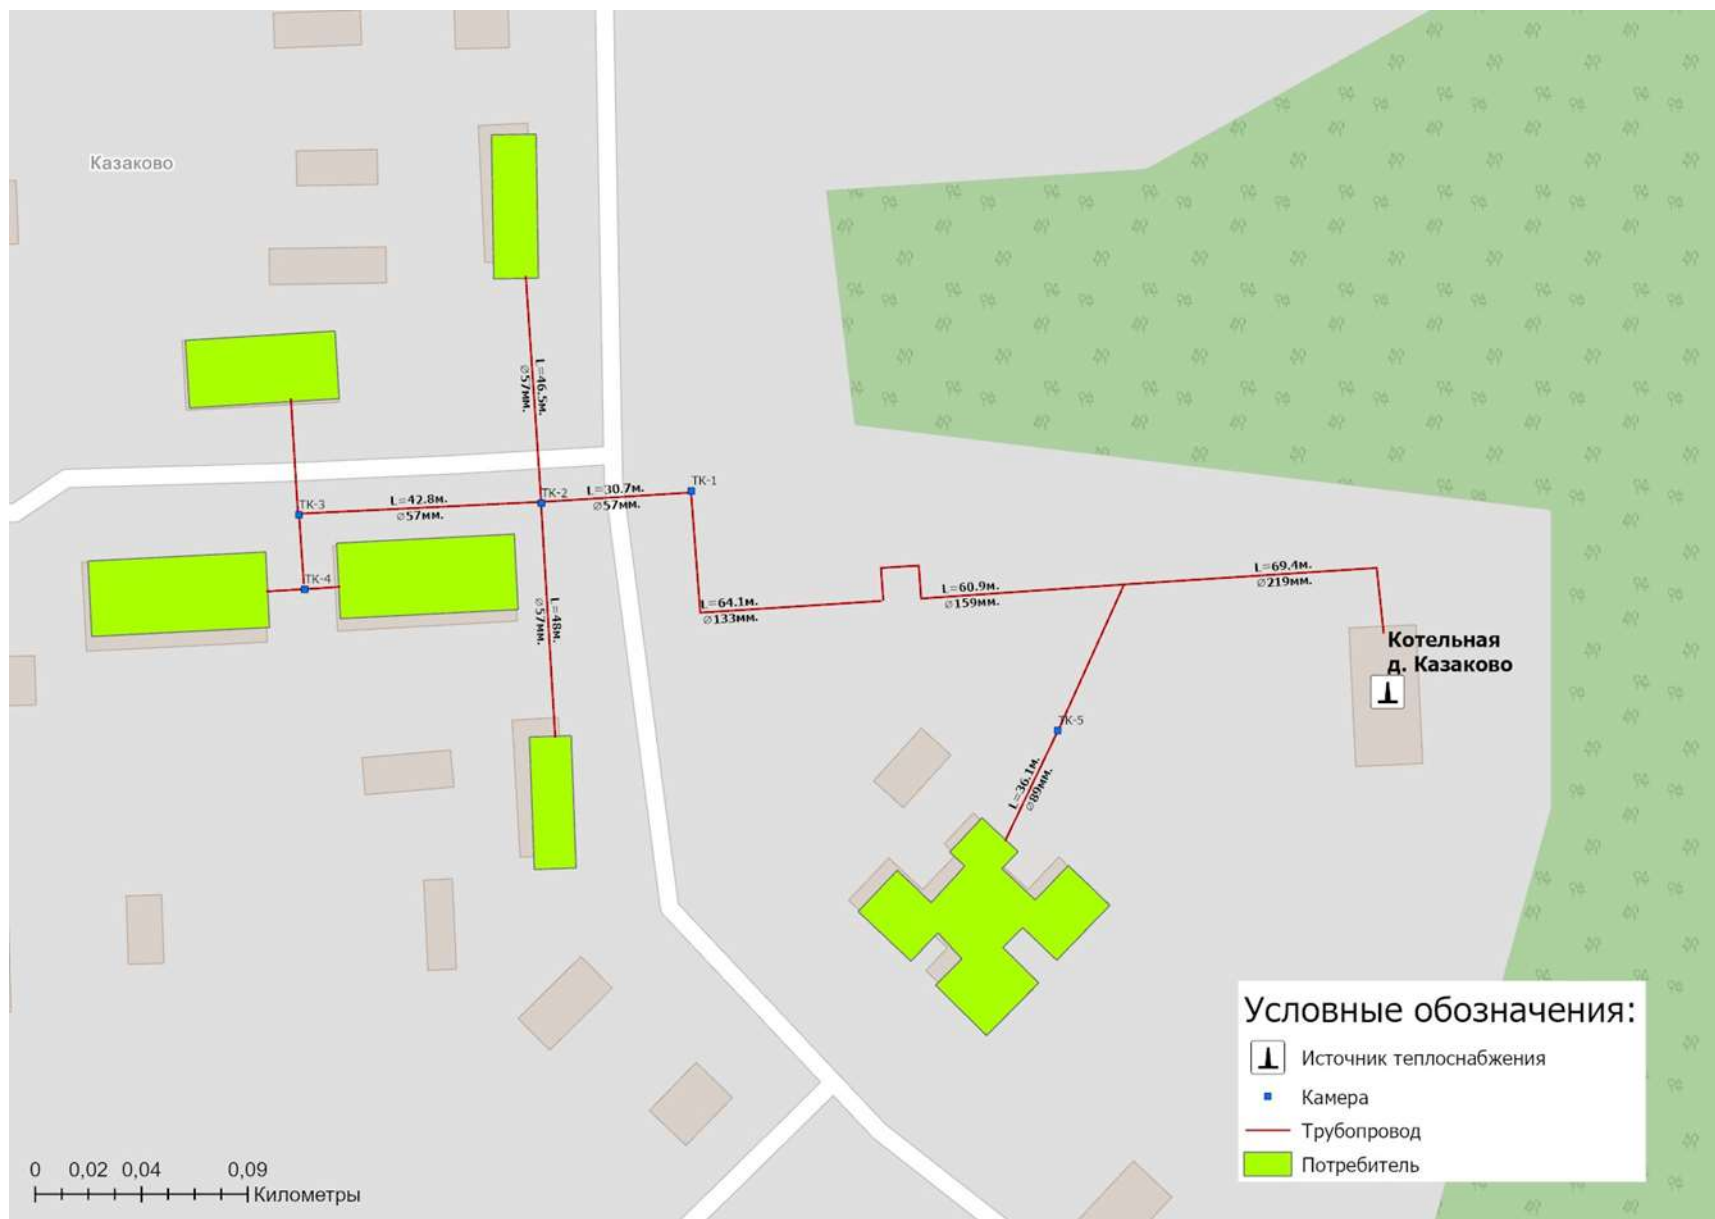 Казаково
L=46.5м.
∅57мм.
ТК-1
ТК-2
L=30.7м.
∅57мм.
ТК-3
L=42.8м.
∅57мм.
ТК-4
L=48м.
∅57мм.
L=64.1м.
∅133мм.
L=60.9м.
∅159мм.
L=69.4м.
∅219мм.
Котельная
д. Казаково
ТК-5
L=36.1м.
∅89мм.
Условные обозначения:
Источник теплоснабжения
Камера
Трубопровод
Потребитель
0 0,02 0,04 0,09
Километры